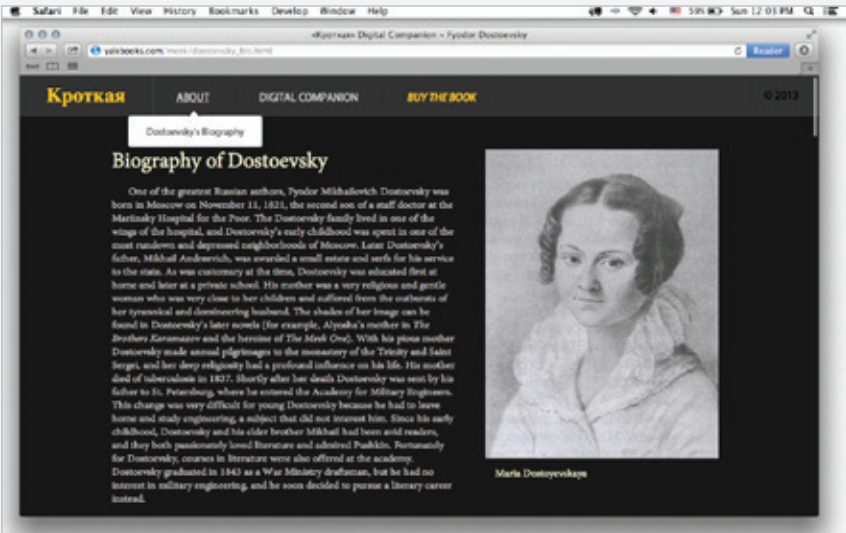 Safari File Edit View History Bookmarks Develop Window Help 59% Sun 12:03 PM
«Кроткая» Digital Companion – Fyodor Dostoevsky
yalebooks.com/meek/dostoevsky_bio.html Reader
Кроткая ABOUT DIGITAL COMPANION BUY THE BOOK © 2013
Dostoevsky's Biography
Biography of Dostoevsky
One of the greatest Russian authors, Fyodor Mikhailovich Dostoevsky was
born in Moscow on November 11, 1821, the second son of a staff doctor at the
Mariinsky Hospital for the Poor. The Dostoevsky family lived in one of the
wings of the hospital, and Dostoevsky's early childhood was spent in one of the
most rundown and depressed neighborhoods of Moscow. Later Dostoevsky's
father, Mikhail Andreevich, was awarded a small estate and serfs for his service
to the state. As was customary at the time, Dostoevsky was educated first at
home and later at a private school. His mother was a very religious and gentle
woman who was very close to her children and suffered from the outbursts of
her tyrannical and domineering husband. The shades of her image can be
found in Dostoevsky's later novels (for example, Alyosha's mother in The
Brothers Karamazov and the heroine of The Meek One). With his pious mother
Dostoevsky made annual pilgrimages to the monastery of the Trinity and Saint
Sergei, and her deep religiosity had a profound influence on his life. His mother
died of tuberculosis in 1837. Shortly after her death Dostoevsky was sent by his
father to St. Petersburg, where he entered the Academy for Military Engineers.
This change was very difficult for young Dostoevsky because he had to leave
home and study engineering, a subject that did not interest him. Since his early
childhood, Dostoevsky and his elder brother Mikhail had been avid readers,
and they both passionately loved literature and admired Pushkin. Fortunately
for Dostoevsky, courses in literature were also offered at the academy.
Dostoevsky graduated in 1843 as a War Ministry draftsman, but he had no
interest in military engineering, and he soon decided to pursue a literary career
instead.
Maria Dostoyevskaya